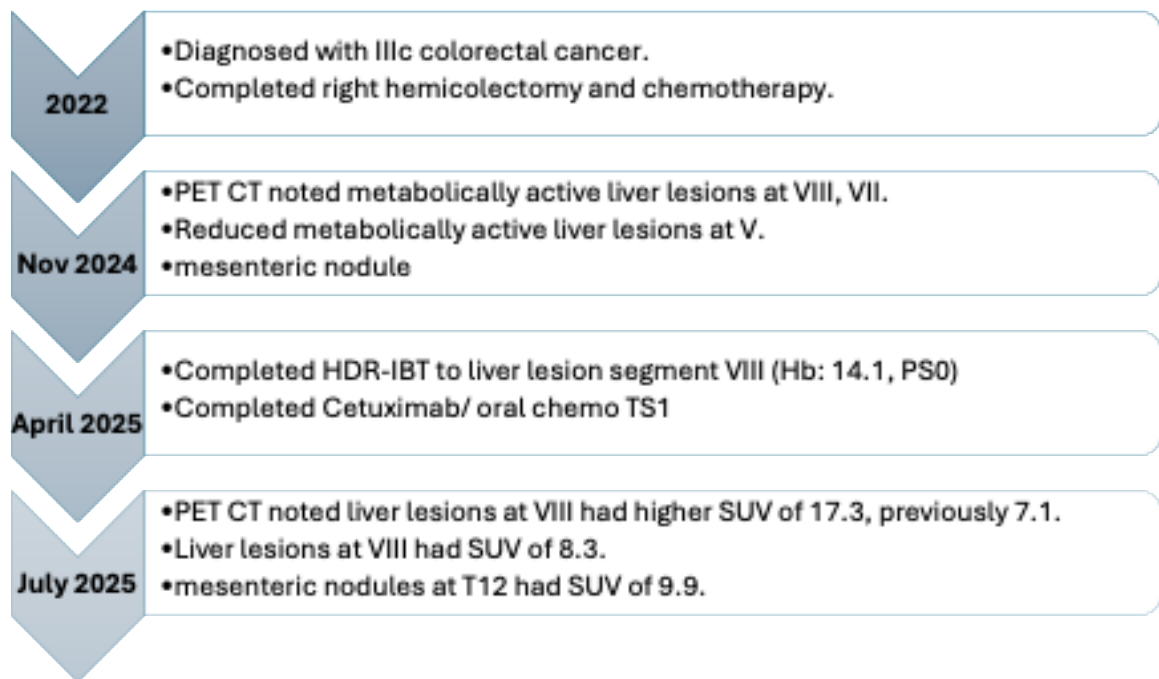 2022
•Diagnosed with IIIc colorectal cancer.
•Completed right hemicolectomy and chemotherapy.
Nov 2024
•PET CT noted metabolically active liver lesions at VIII, VII.
•Reduced metabolically active liver lesions at V.
•mesenteric nodule
April 2025
•Completed HDR-IBT to liver lesion segment VIII (Hb: 14.1, PS0)
•Completed Cetuximab/ oral chemo TS1
July 2025
•PET CT noted liver lesions at VIII had higher SUV of 17.3, previously 7.1.
•Liver lesions at VIII had SUV of 8.3.
•mesenteric nodules at T12 had SUV of 9.9.